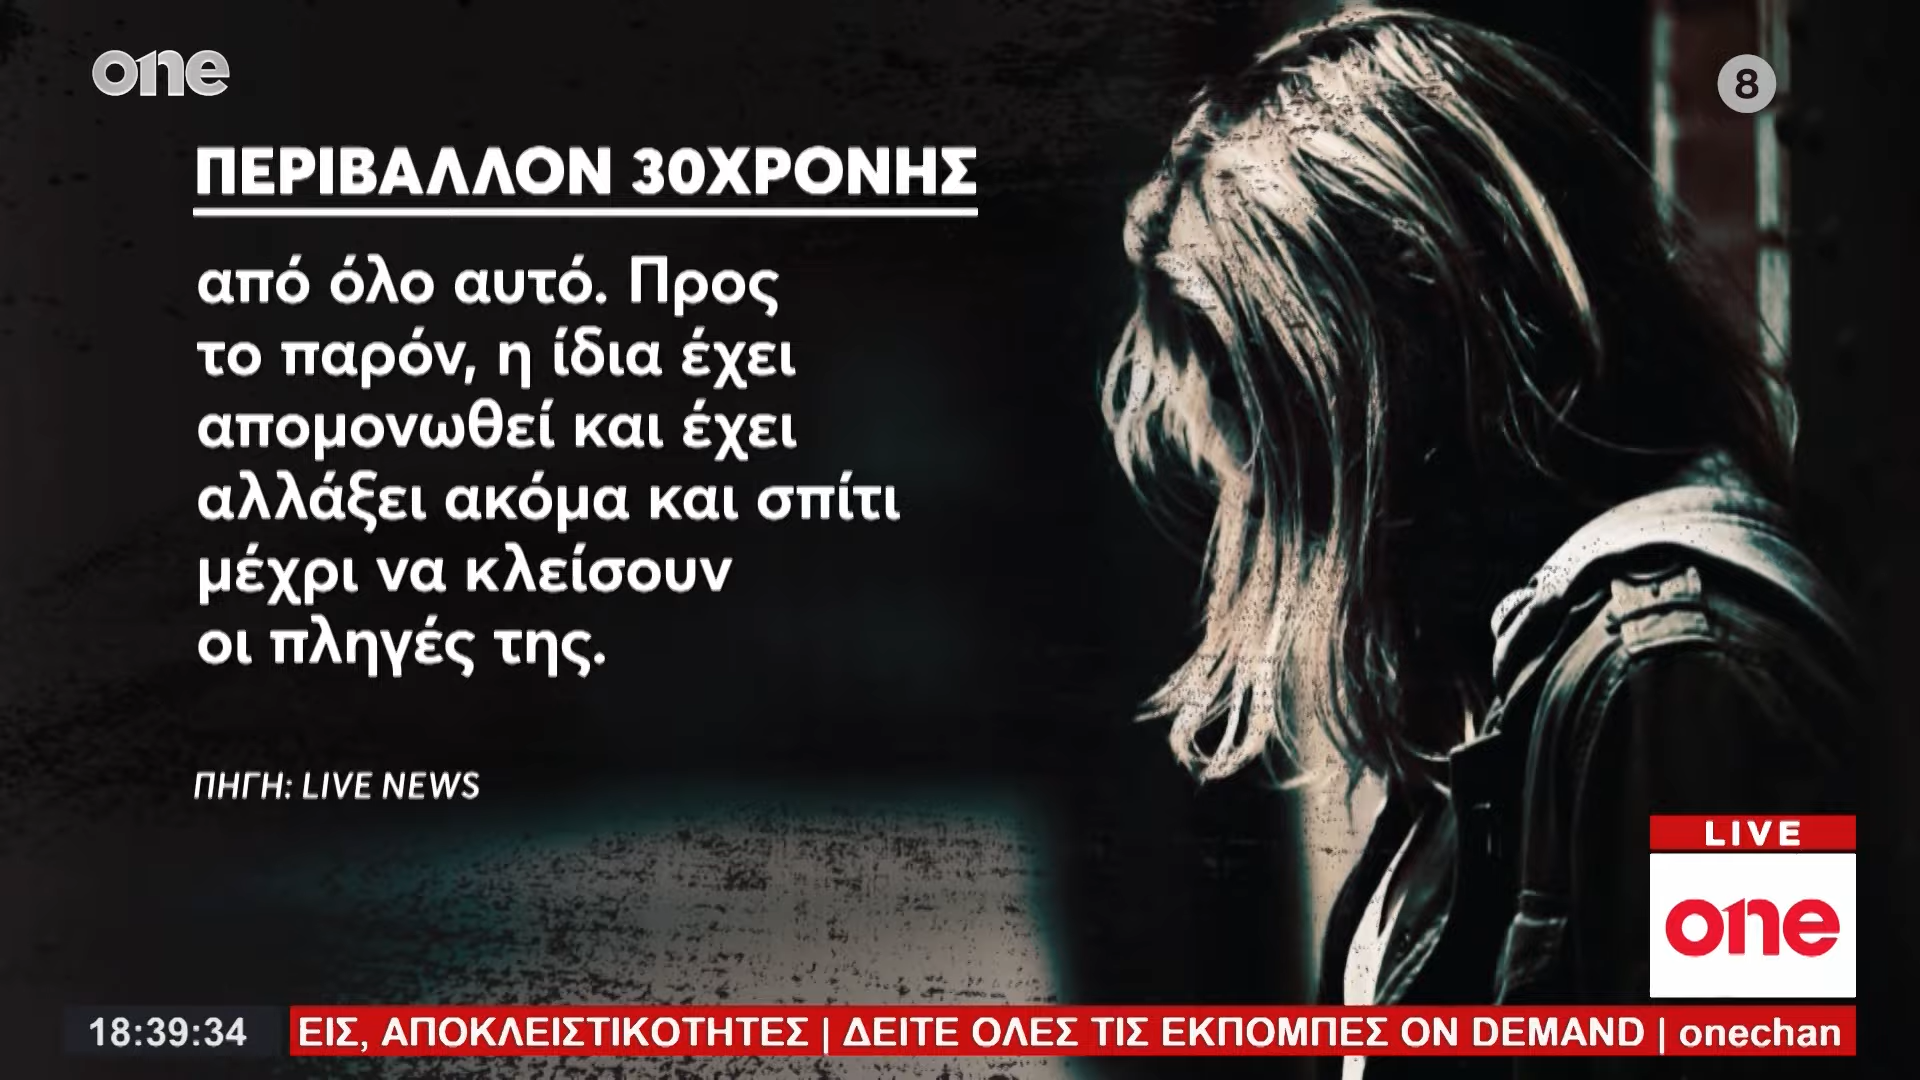 one
8
ΠΕΡΙΒΑΛΛΟΝ 30ΧΡΟΝΗΣ
από όλο αυτό. Προς
το παρόν, η ίδια έχει
απομονωθεί και έχει
αλλάξει ακόμα και σπίτι
μέχρι να κλείσουν
οι πληγές της.
ΠΗΓΗ: LIVE NEWS
LIVE
one
18:39:34
ΕΙΣ, ΑΠΟΚΛΕΙΣΤΙΚΟΤΗΤΕΣ | ΔΕΙΤΕ ΟΛΕΣ ΤΙΣ ΕΚΠΟΜΠΕΣ ON DEMAND | onechan